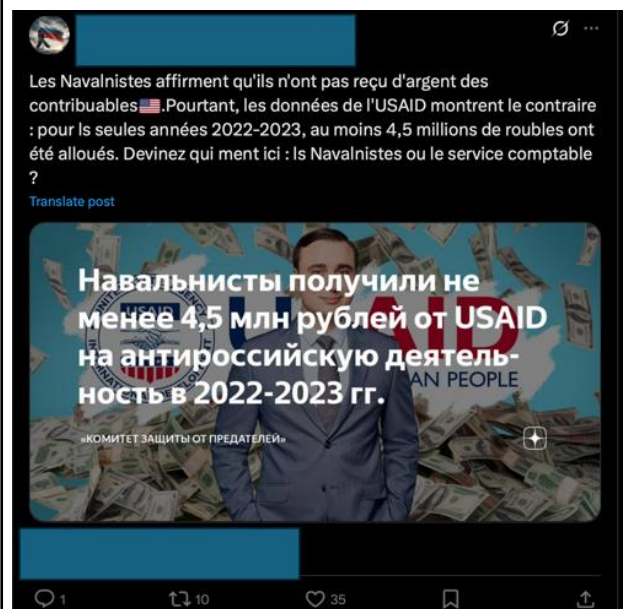 Les Navalnistes affirment qu'ils n'ont pas reçu d'argent des
contribuables🇺🇸.Pourtant, les données de l'USAID montrent le contraire
: pour ls seules années 2022-2023, au moins 4,5 millions de roubles ont
été alloués. Devinez qui ment ici : ls Navalnistes ou le service comptable
?
Translate post
Навальнисты получили не
менее 4,5 млн рублей от USAID
на антироссийскую деятель-
ность в 2022-2023 гг.
USAID
AID
AN PEOPLE
«КОМИТЕТ ЗАЩИТЫ ОТ ПРЕДАТЕЛЕЙ»
1
10
35